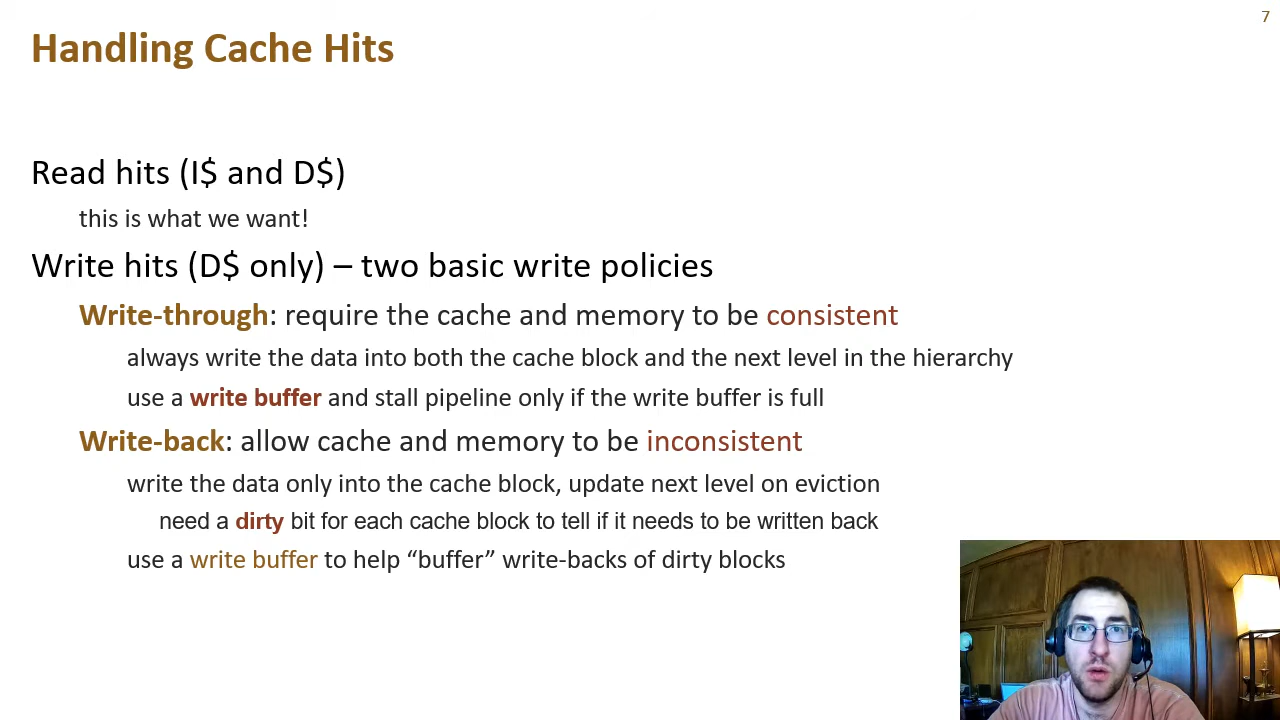 7
Handling Cache Hits
Read hits (I$ and D$)
this is what we want!
Write hits (D$ only) – two basic write policies
Write-through: require the cache and memory to be consistent
always write the data into both the cache block and the next level in the hierarchy
use a write buffer and stall pipeline only if the write buffer is full
Write-back: allow cache and memory to be inconsistent
write the data only into the cache block, update next level on eviction
need a dirty bit for each cache block to tell if it needs to be written back
use a write buffer to help “buffer” write-backs of dirty blocks